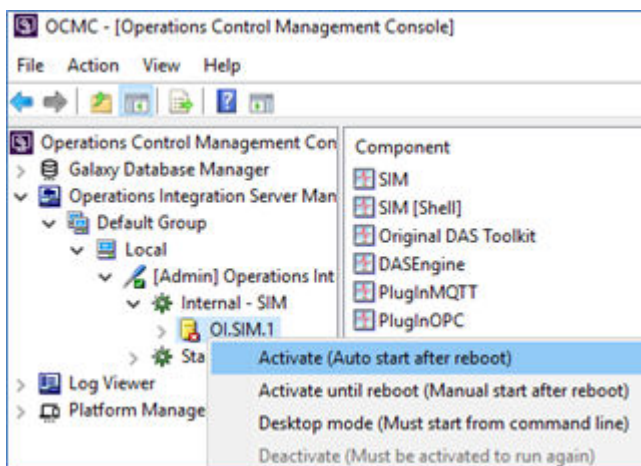 OCMC - [Operations Control Management Console]
File Action View Help
Operations Control Management Con
Galaxy Database Manager
Operations Integration Server Man
Default Group
Local
[Admin] Operations Int
Internal - SIM
OI.SIM.1
Sta
Log Viewer
Platform Manage
Component
SIM
SIM [Shell]
Original DAS Toolkit
DASEngine
PlugInMQTT
PlugInOPC
Activate (Auto start after reboot)
Activate until reboot (Manual start after reboot)
Desktop mode (Must start from command line)
Deactivate (Must be activated to run again)